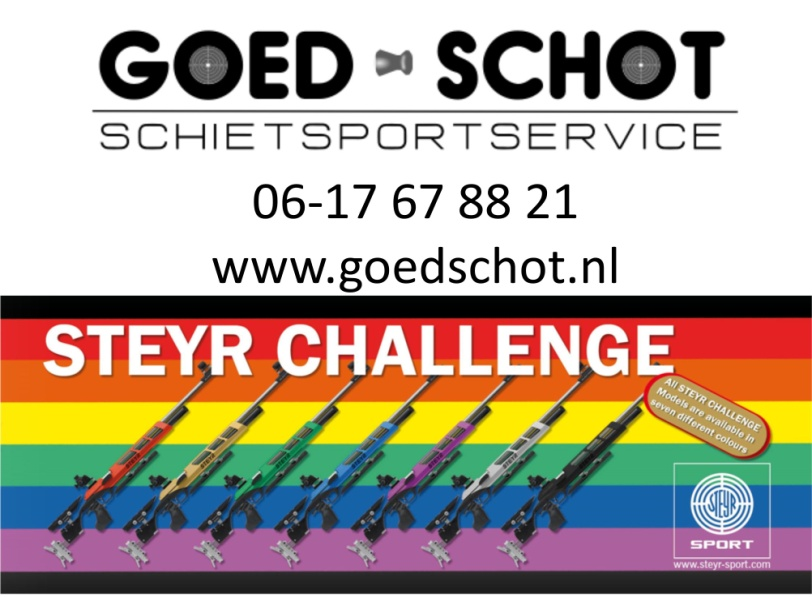 GOED SCHOT
SCHIETSPORTSERVICE
06-17 67 88 21
www.goedschot.nl
STEYR CHALLENGE
All STEYR CHALLENGE
Models are available in
seven different colours
STEYR
SPORT
www.steyr-sport.com